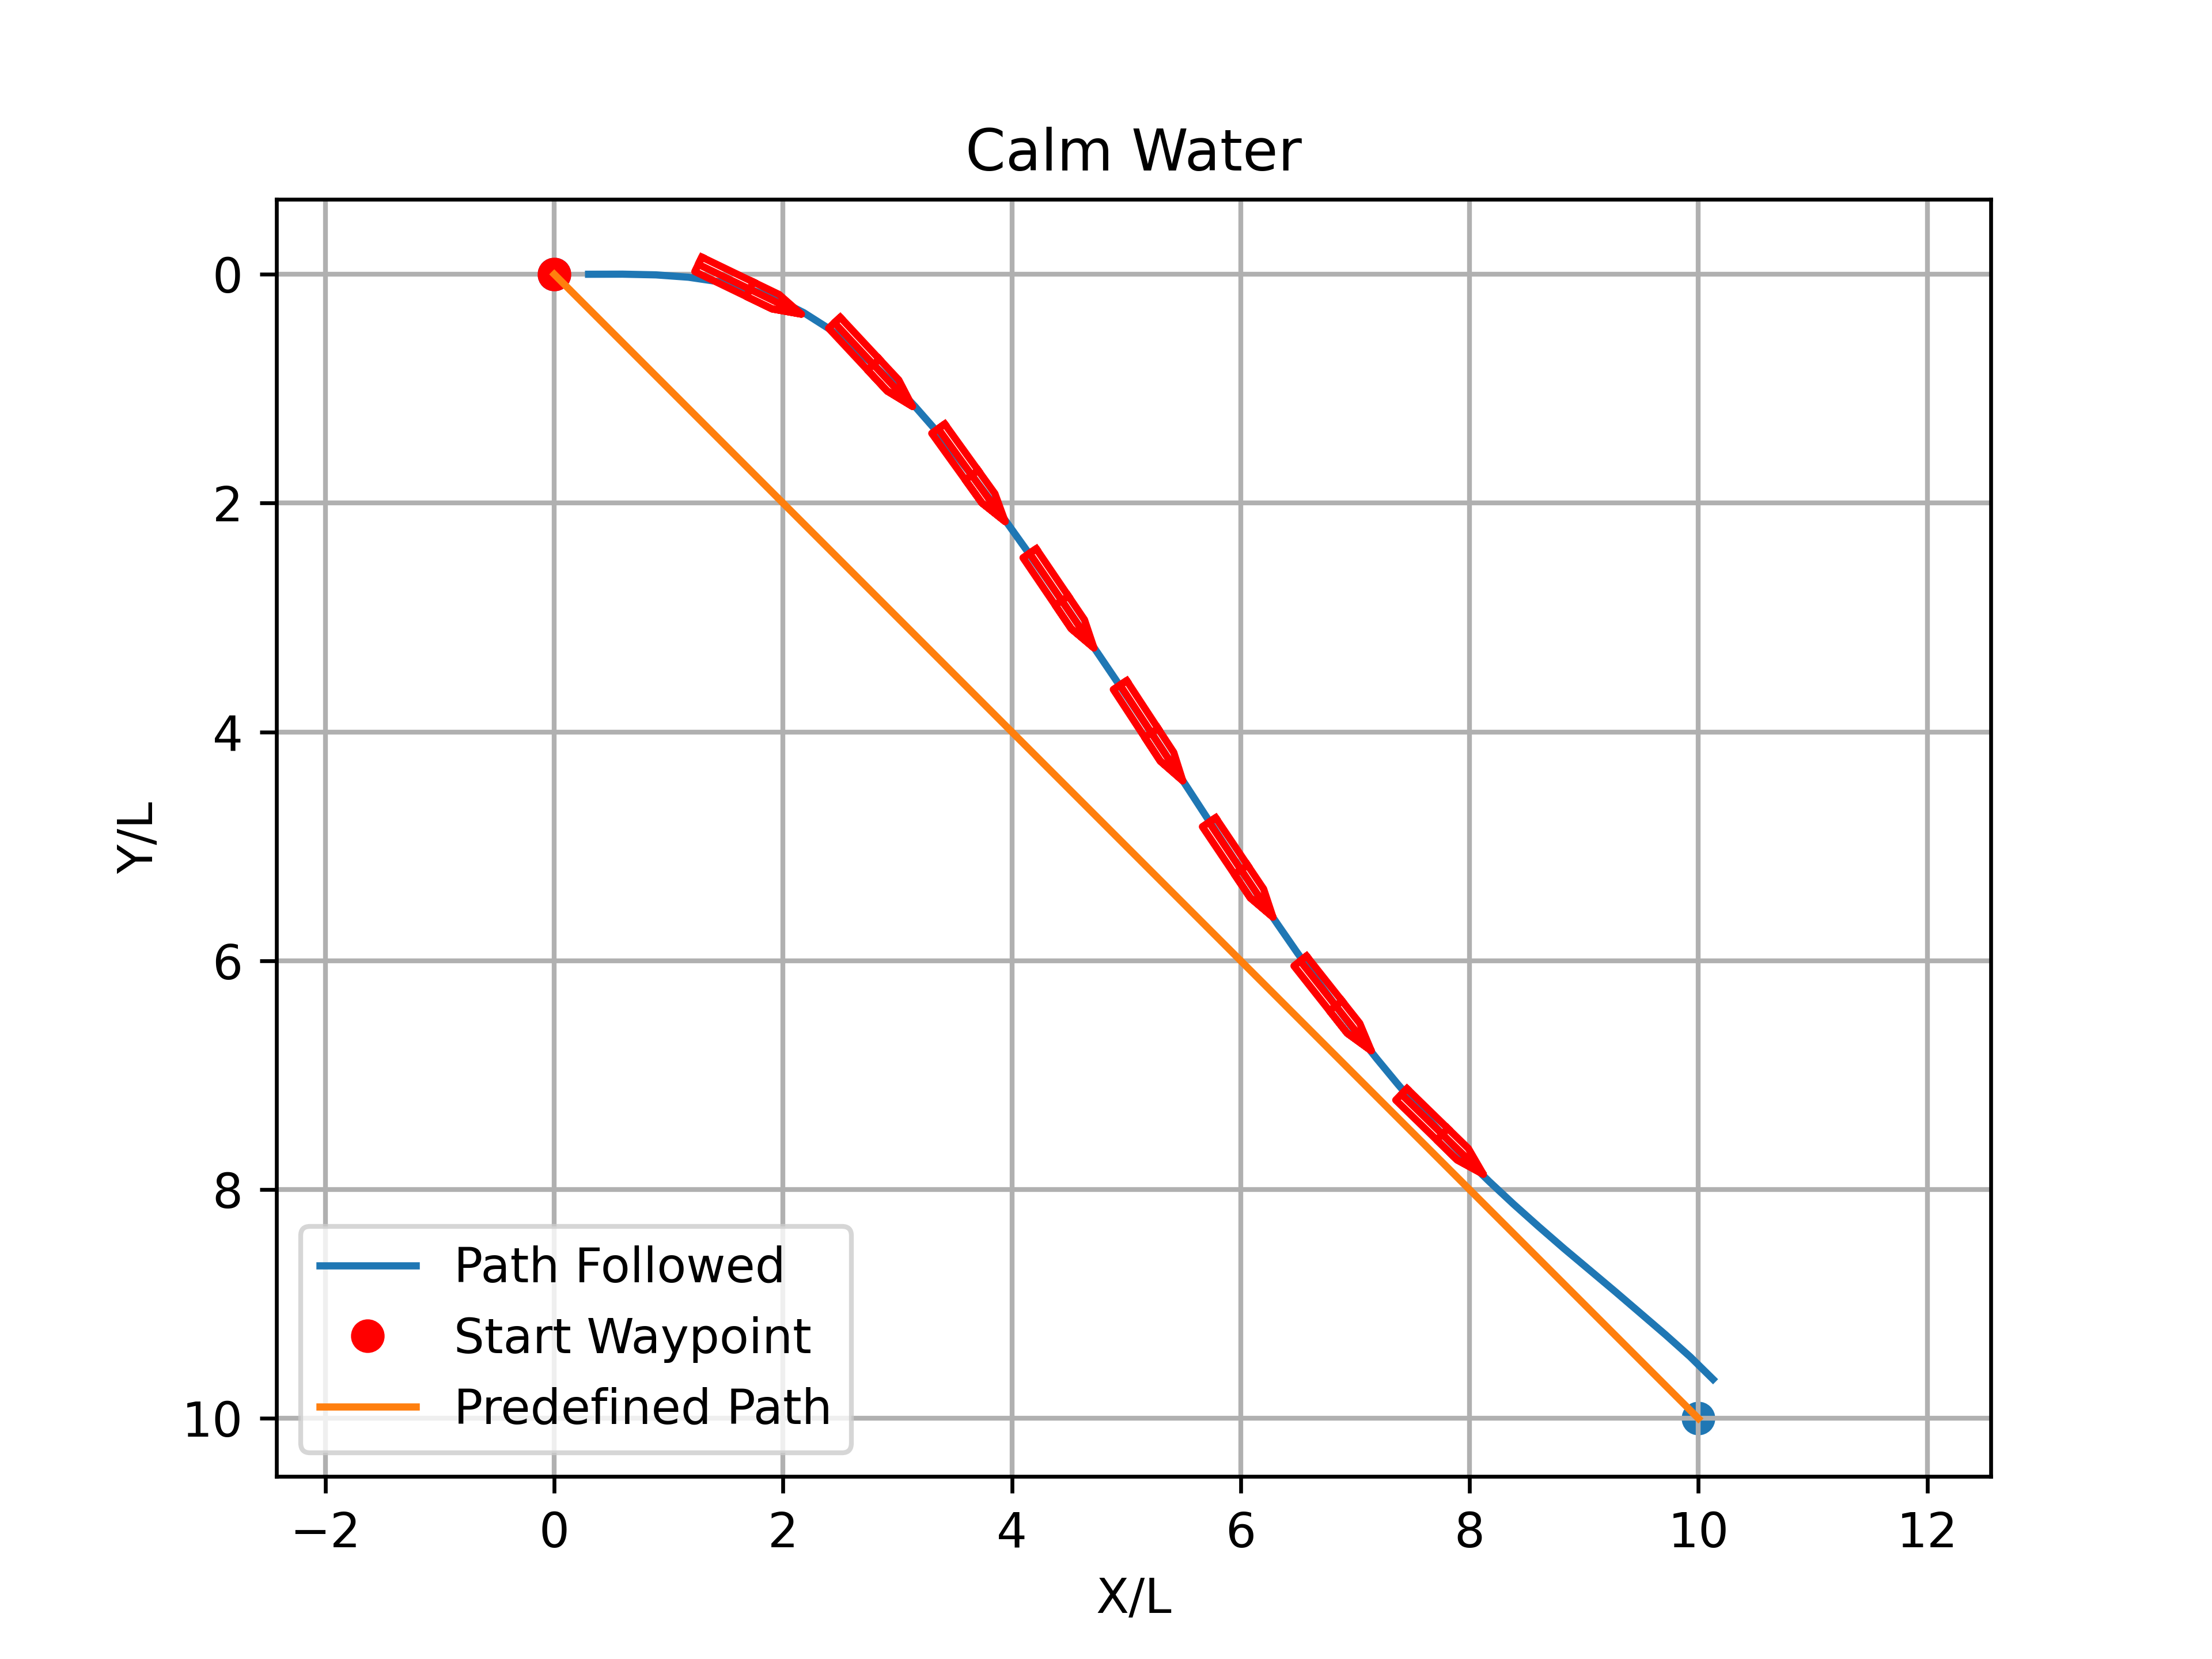 Calm Water
0
2
4
6
8
10
Y/L
Path Followed
Start Waypoint
Predefined Path
−2 0 2 4 6 8 10 12
X/L